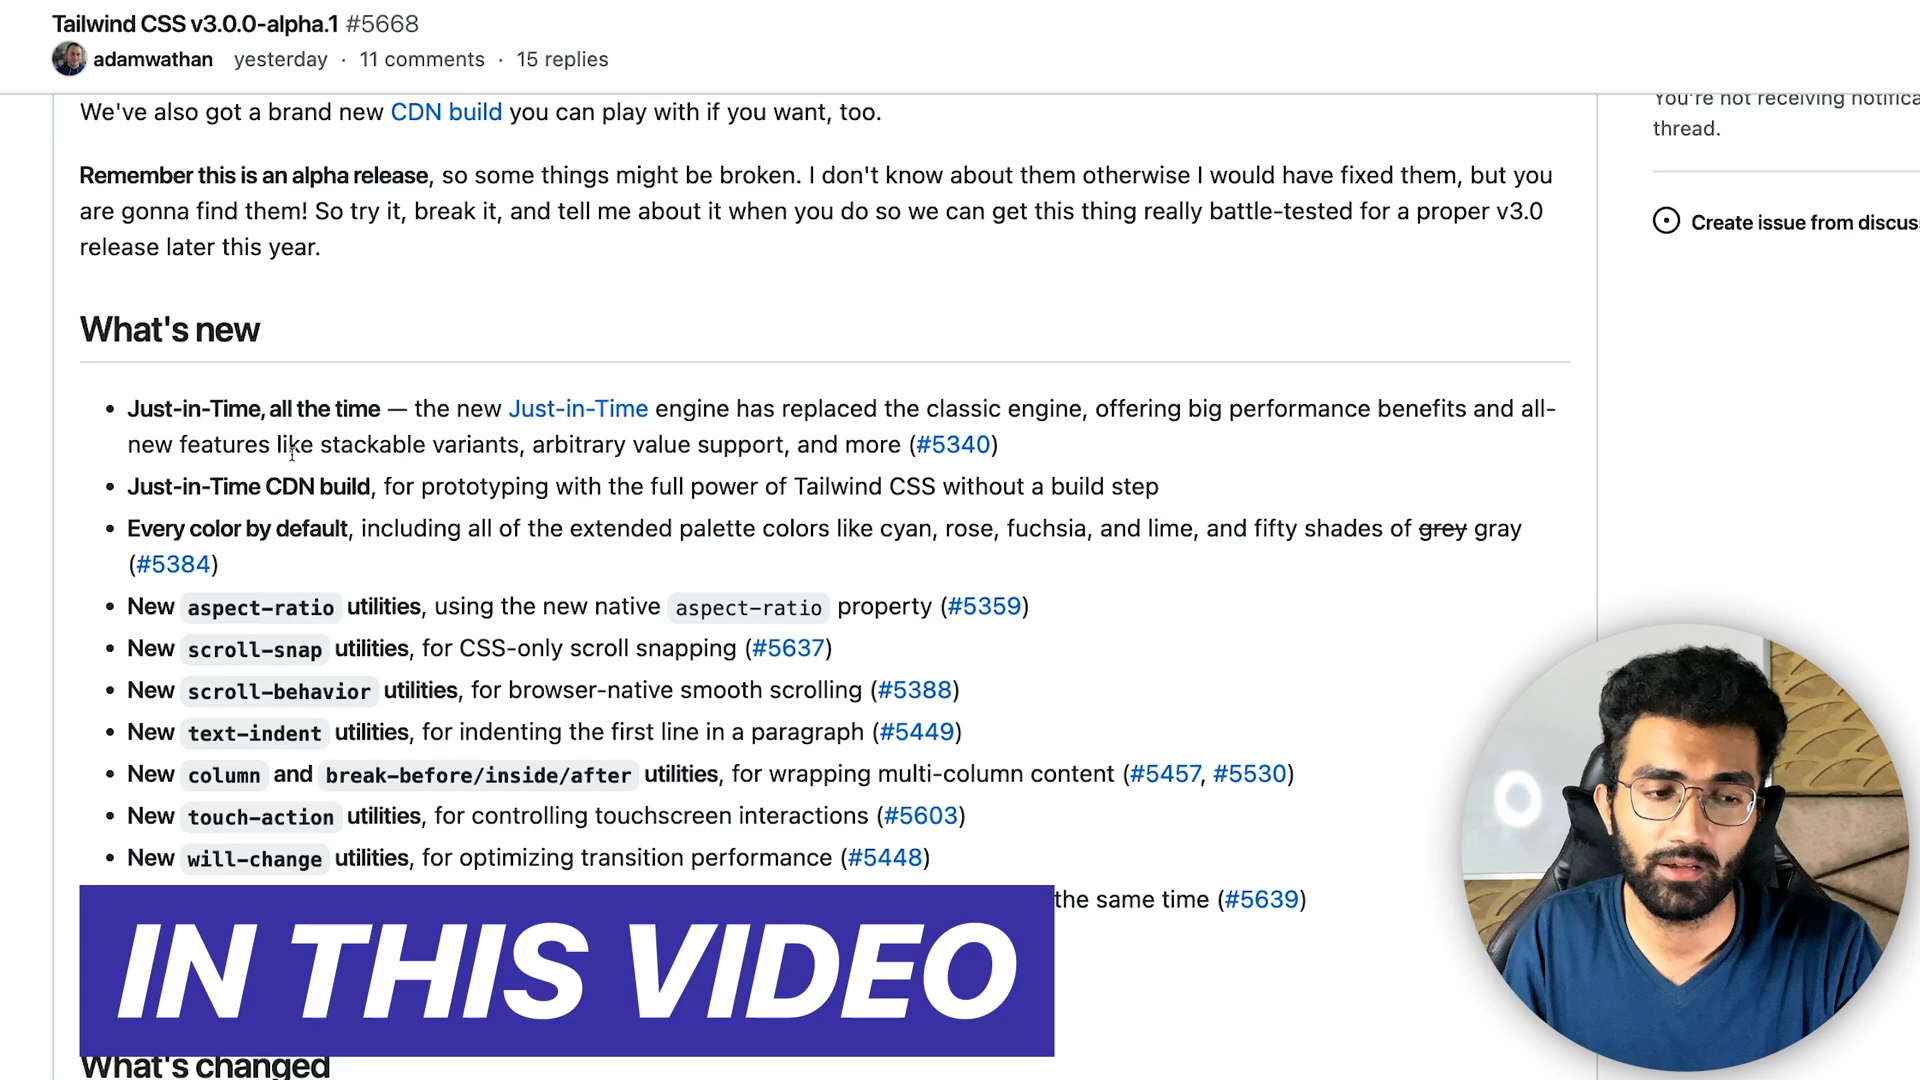 Tailwind CSS v3.0.0-alpha.1 #5668
adamwathan yesterday · 11 comments · 15 replies
We've also got a brand new CDN build you can play with if you want, too.
You're not receiving
thread.
Remember this is an alpha release, so some things might be broken. I don't know about them otherwise I would have fixed them, but you
are gonna find them! So try it, break it, and tell me about it when you do so we can get this thing really battle-tested for a proper v3.0
release later this year.
Create issue from
What's new
• Just-in-Time, all the time — the new Just-in-Time engine has replaced the classic engine, offering big performance benefits and all-
new features like stackable variants, arbitrary value support, and more (#5340)
• Just-in-Time CDN build, for prototyping with the full power of Tailwind CSS without a build step
• Every color by default, including all of the extended palette colors like cyan, rose, fuchsia, and lime, and fifty shades of grey gray
(#5384)
• New aspect-ratio utilities, using the new native aspect-ratio property (#5359)
• New scroll-snap utilities, for CSS-only scroll snapping (#5637)
• New scroll-behavior utilities, for browser-native smooth scrolling (#5388)
• New text-indent utilities, for indenting the first line in a paragraph (#5449)
• New column and break-before/inside/after utilities, for wrapping multi-column content (#5457, #5530)
• New touch-action utilities, for controlling touchscreen interactions (#5603)
• New will-change utilities, for optimizing transition performance (#5448)
the same time (#5639)
IN THIS VIDEO
What's changed